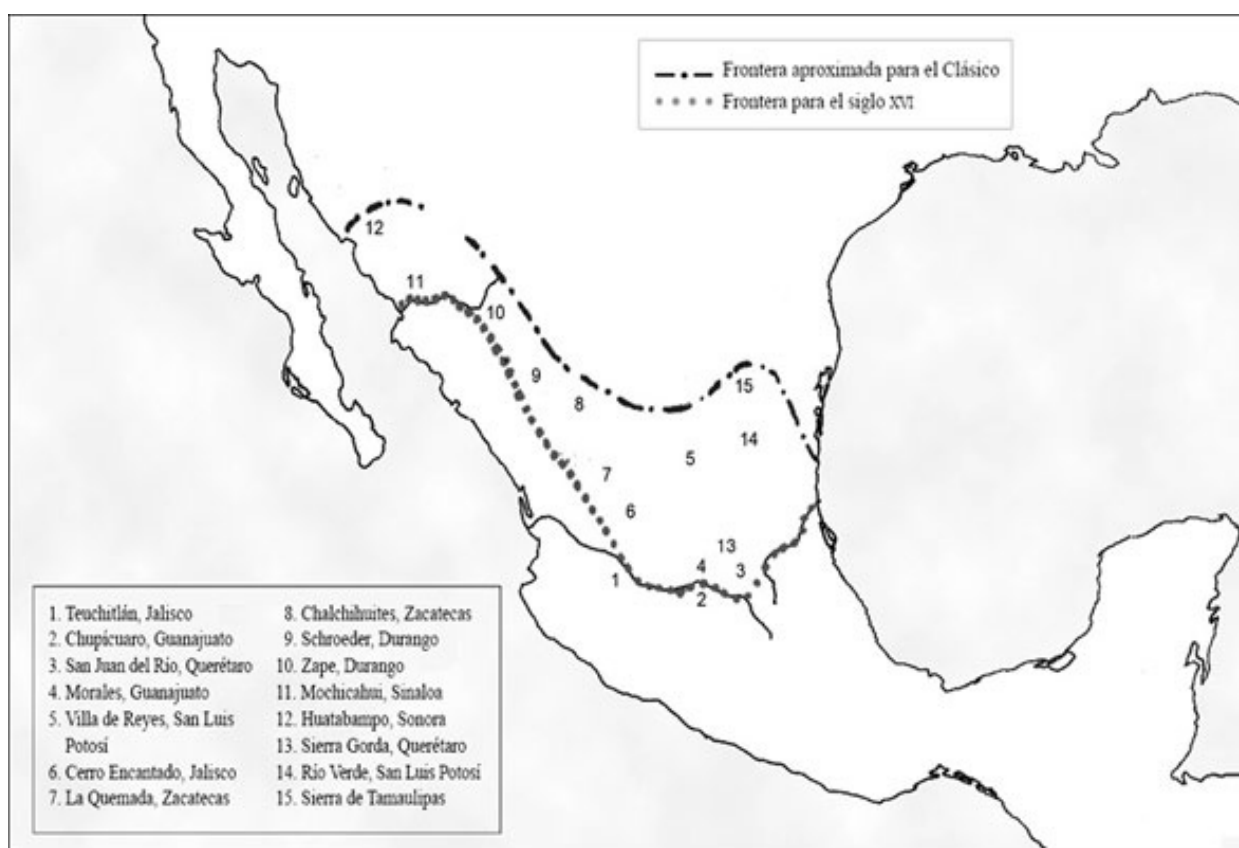 Frontera aproximada para el Clásico
Frontera para el siglo XVI
12
11
10
9
8
15
14
5
7
6
13
4
3
1
2
1. Teuchitlán, Jalisco
2. Chupícuaro, Guanajuato
3. San Juan del Río, Querétaro
4. Morales, Guanajuato
5. Villa de Reyes, San Luis
Potosí
6. Cerro Encantado, Jalisco
7. La Quemada, Zacatecas
8. Chalchihuites, Zacatecas
9. Schroeder, Durango
10. Zape, Durango
11. Mochicahui, Sinaloa
12. Huatabampo, Sonora
13. Sierra Gorda, Querétaro
14. Río Verde, San Luis Potosí
15. Sierra de Tamaulipas